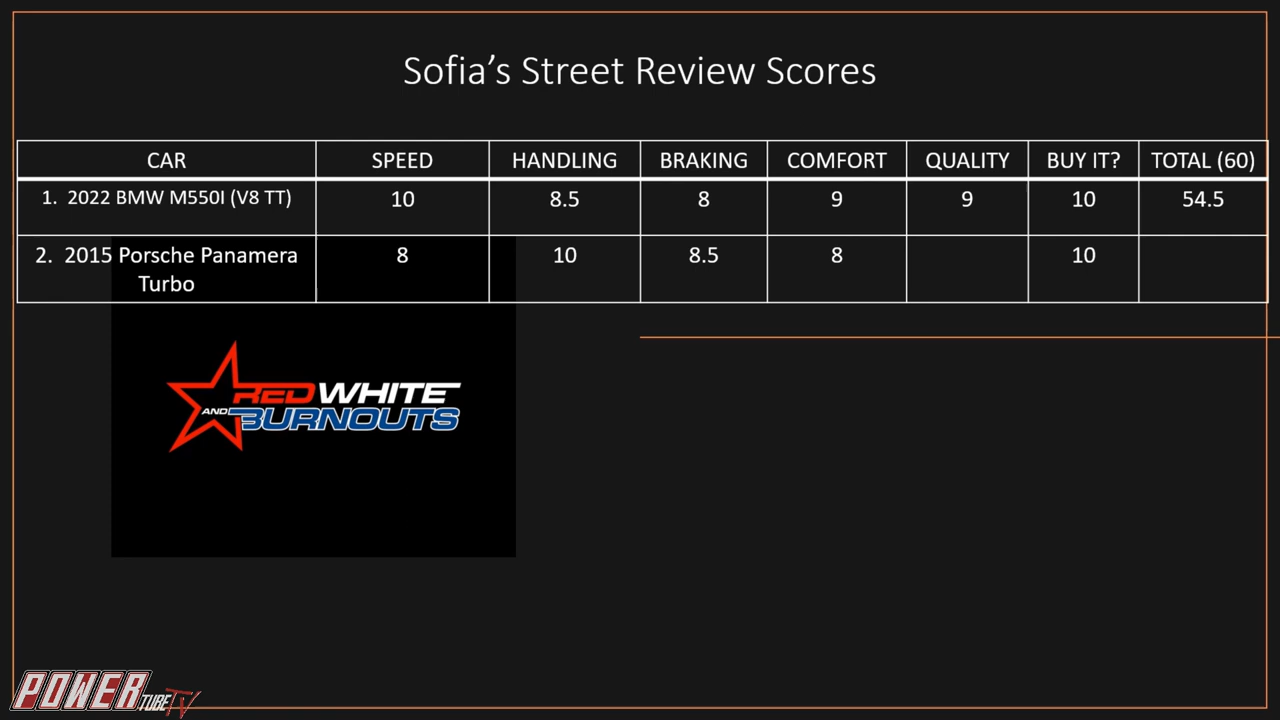 Sofia's Street Review Scores
CAR SPEED HANDLING BRAKING COMFORT QUALITY BUY IT? TOTAL (60)
1. 2022 BMW M550I (V8 TT) 10 8.5 8 9 9 10 54.5
2. 2015 Porsche Panamera 8 10 8.5 8 10
Turbo
RED WHITE
AND BURNOUTS
POWER TUBE TV